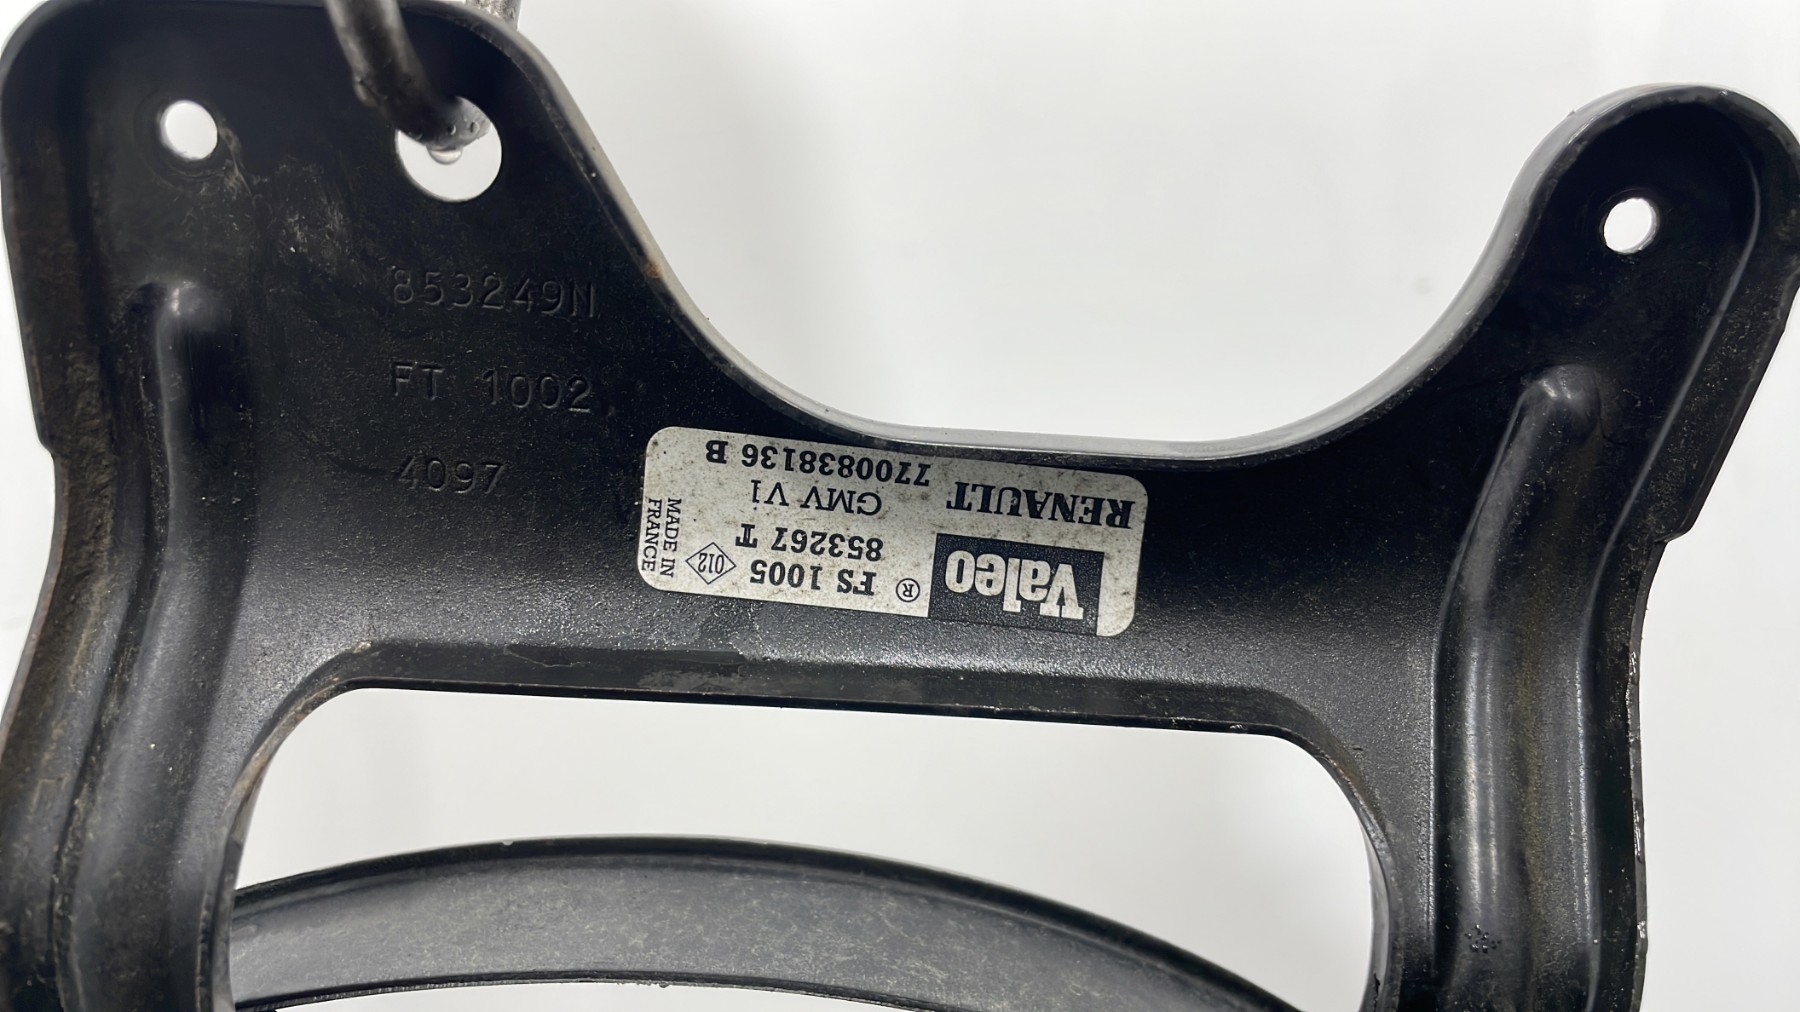 853249N
FT 1002
4097
Valeo ® FS 1005
853267 T
012
RENAULT GMV V1
7700838136 B
MADE IN
FRANCE